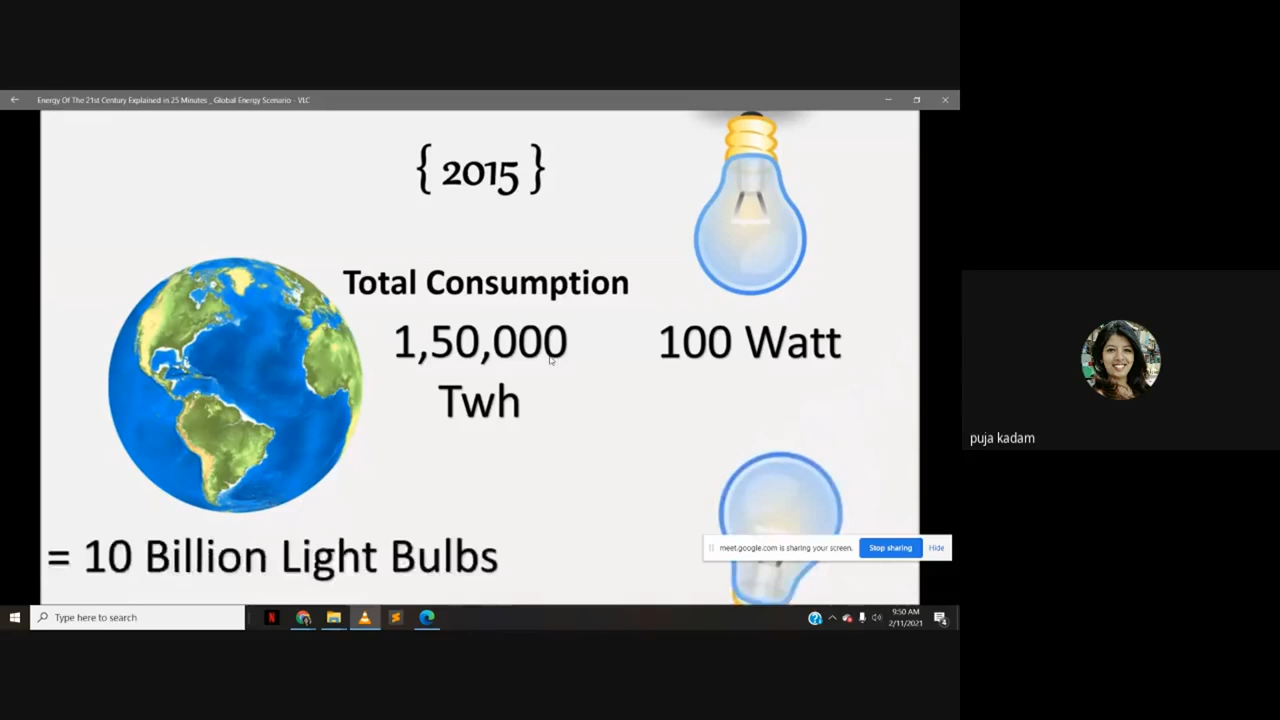 Energy Of The 21st Century Explained in 25 Minutes _ Global Energy Scenario - VLC
{ 2015 }
Total Consumption
1,50,000
100 Watt
Twh
puja kadam
meet.google.com is sharing your screen.
Stop sharing
Hide
= 10 Billion Light Bulbs
Type here to search
9:50 AM
2/11/2021